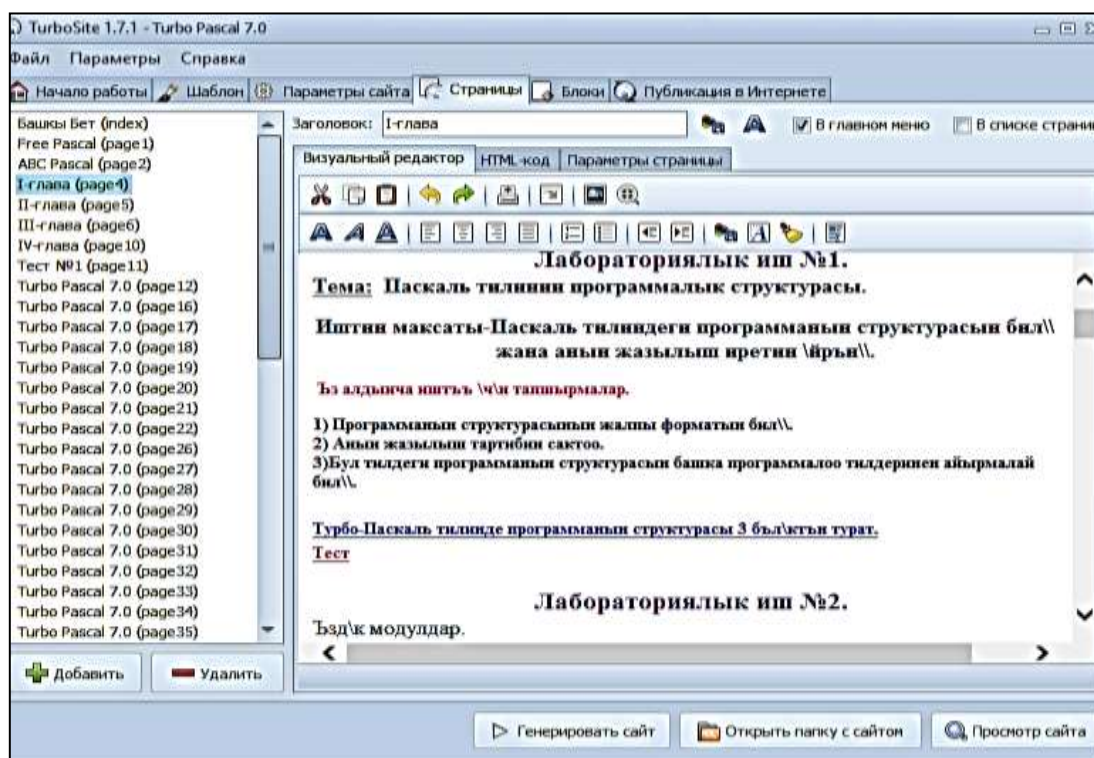 TurboSite 1.7.1 - Turbo Pascal 7.0
Файл Параметры Справка
Начало работы Шаблон Параметры сайта Страницы Блоки Публикация в Интернете
Башкы Бет (index)
Free Pascal (page1)
ABC Pascal (page2)
I-глава (page4)
II-глава (page5)
III-глава (page6)
IV-глава (page10)
Тест №1 (page11)
Turbo Pascal 7.0 (page12)
Turbo Pascal 7.0 (page16)
Turbo Pascal 7.0 (page17)
Turbo Pascal 7.0 (page18)
Turbo Pascal 7.0 (page19)
Turbo Pascal 7.0 (page20)
Turbo Pascal 7.0 (page21)
Turbo Pascal 7.0 (page22)
Turbo Pascal 7.0 (page26)
Turbo Pascal 7.0 (page27)
Turbo Pascal 7.0 (page28)
Turbo Pascal 7.0 (page29)
Turbo Pascal 7.0 (page30)
Turbo Pascal 7.0 (page31)
Turbo Pascal 7.0 (page32)
Turbo Pascal 7.0 (page33)
Turbo Pascal 7.0 (page34)
Turbo Pascal 7.0 (page35)
Добавить Удалить
Заголовок: I-глава В главном меню В списке страни
Визуальный редактор HTML-код Параметры страницы
Лабораториялык иш №1.
Тема: Паскаль тилинин программалык структурасы.
Иштин максаты-Паскаль тилиндеги программанын структурасын бил\\
жана анын жазылыш иретин \йрън\\.
Ъз алдынча иштъъ \ч\н тапшырмалар.
1) Программанын структурасынын жалпы форматын бил\\.
2) Анын жазылыш тартибин сактоо.
3)Бул тилдеги программанын структурасын башка программалоо тилдеринен айырмалай
бил\\.
Турбо-Паскаль тилинде программанын структурасы 3 бъл\ктън турат.
Тест
Лабораториялык иш №2.
Ъзд\к модулдар.
Генерировать сайт Открыть папку с сайтом Просмотр сайта